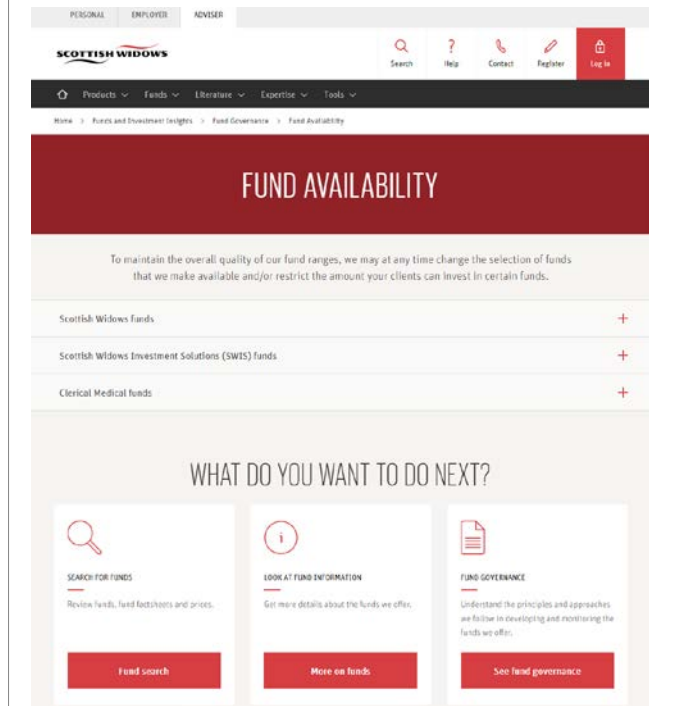 PERSONAL EMPLOYER ADVISER
SCOTTISH WIDOWS
Search Help Contact Register Log in
Products Funds Literature Expertise Tools
Home > Funds and Investment Insights > Fund Governance > Fund Availability
FUND AVAILABILITY
To maintain the overall quality of our fund ranges, we may at any time change the selection of funds
that we make available and/or restrict the amount your clients can invest in certain funds.
Scottish Widows funds
Scottish Widows Investment Solutions (SWIS) funds
Clerical Medical funds
WHAT DO YOU WANT TO DO NEXT?
SEARCH FOR FUNDS
Review funds, fund factsheets and prices.
Fund search
LOOK AT FUND INFORMATION
Get more details about the funds we offer.
More on funds
FUND GOVERNANCE
Understand the principles and approaches
we follow in developing and monitoring the
funds we offer.
See fund governance